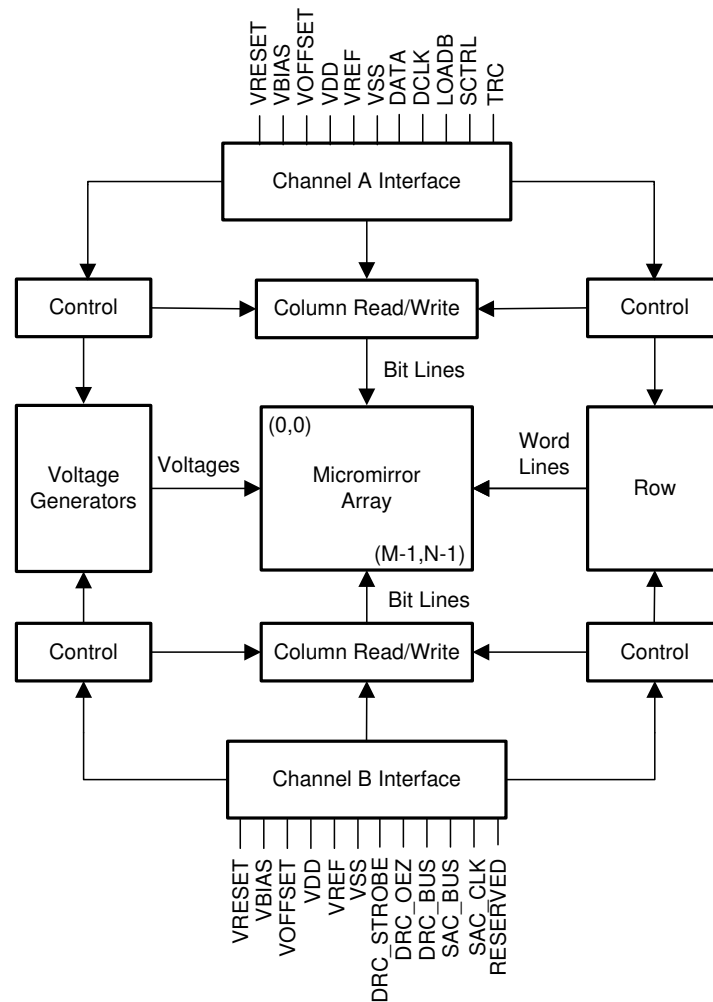 VRESET
VBIAS
VOFFSET
VDD
VREF
VSS
DATA
DCLK
LOADB
SCTRL
TRC
Channel A Interface
Control
Column Read/Write
Control
Bit Lines
Voltage
Generators
Voltages
(0,0)
Micromirror
Array
(M-1,N-1)
Word
Lines
Row
Bit Lines
Control
Column Read/Write
Control
Channel B Interface
VRESET
VBIAS
VOFFSET
VDD
VREF
VSS
DRC_STROBE
DRC_OEZ
DRC_BUS
SAC_BUS
SAC_CLK
RESERVED